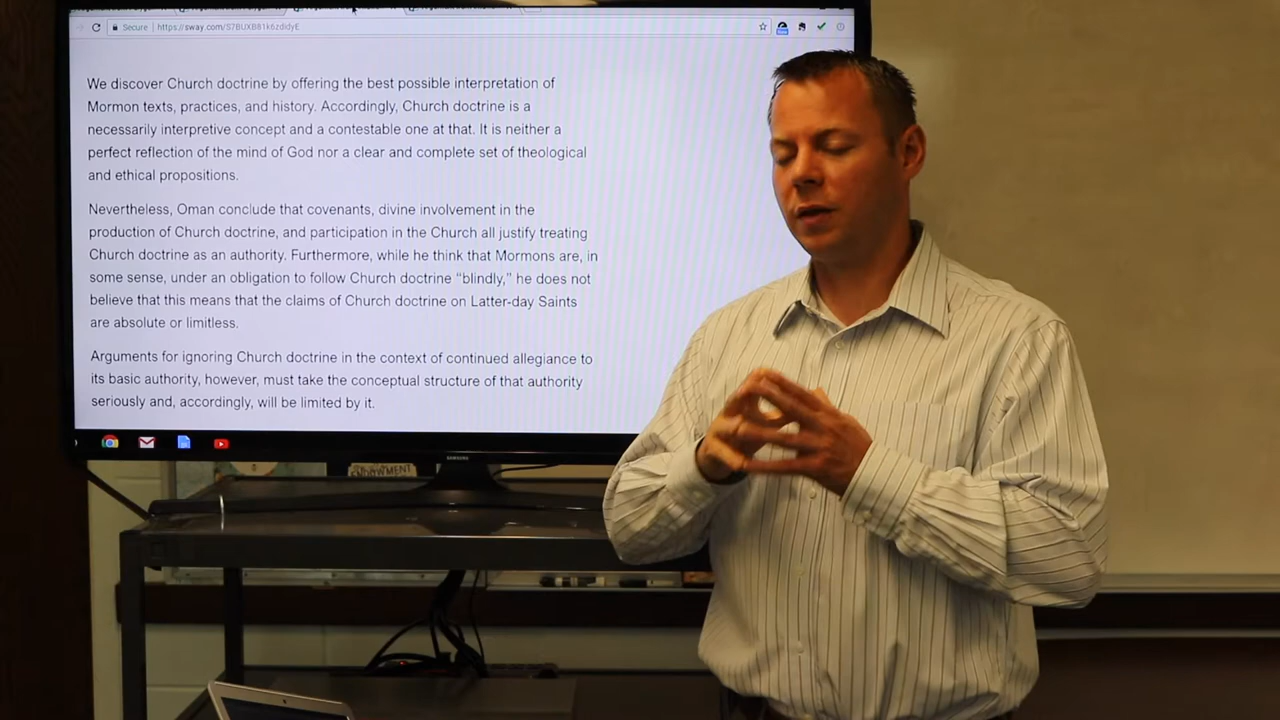 Secure https://sway.com/S7BUXB81k6zdidyE
We discover Church doctrine by offering the best possible interpretation of
Mormon texts, practices, and history. Accordingly, Church doctrine is a
necessarily interpretive concept and a contestable one at that. It is neither a
perfect reflection of the mind of God nor a clear and complete set of theological
and ethical propositions.
Nevertheless, Oman conclude that covenants, divine involvement in the
production of Church doctrine, and participation in the Church all justify treating
Church doctrine as an authority. Furthermore, while he think that Mormons are, in
some sense, under an obligation to follow Church doctrine “blindly,” he does not
believe that this means that the claims of Church doctrine on Latter-day Saints
are absolute or limitless.
Arguments for ignoring Church doctrine in the context of continued allegiance to
its basic authority, however, must take the conceptual structure of that authority
seriously and, accordingly, will be limited by it.
SAMSUNG
ENDOWMENT